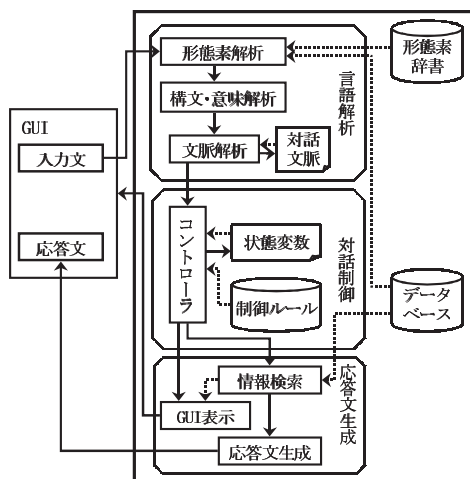 GUI
入力文
応答文
形態素解析
構文・意味解析
文脈解析
対話
文脈
言語解析
形態素
辞書
コントローラ
状態変数
制御ルール
対話制御
データ
ベース
情報検索
GUI表示
応答文生成
応答文生成